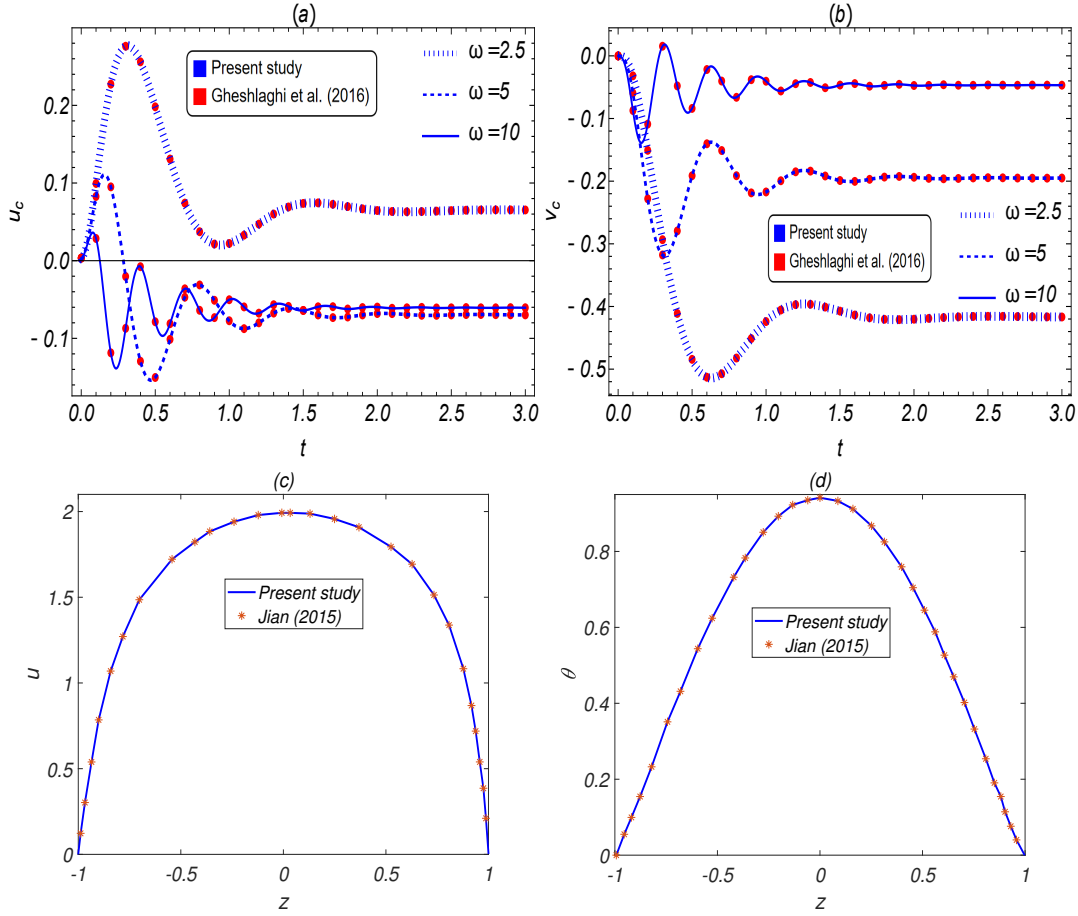 (a)
Present study
Gheshlaghi et al. (2016)
ω =2.5
ω =5
ω =10
0.2
0.1
0.0
- 0.1
u_c
0.0 0.5 1.0 1.5 2.0 2.5 3.0
t
(b)
0.0
- 0.1
- 0.2
- 0.3
- 0.4
- 0.5
v_c
Present study
Gheshlaghi et al. (2016)
ω =2.5
ω =5
ω =10
0.0 0.5 1.0 1.5 2.0 2.5 3.0
t
(c)
2
1.5
1
0.5
0
u
Present study
Jian (2015)
-1 -0.5 0 0.5 1
z
(d)
0.8
0.6
0.4
0.2
0
θ
Present study
Jian (2015)
-1 -0.5 0 0.5 1
z